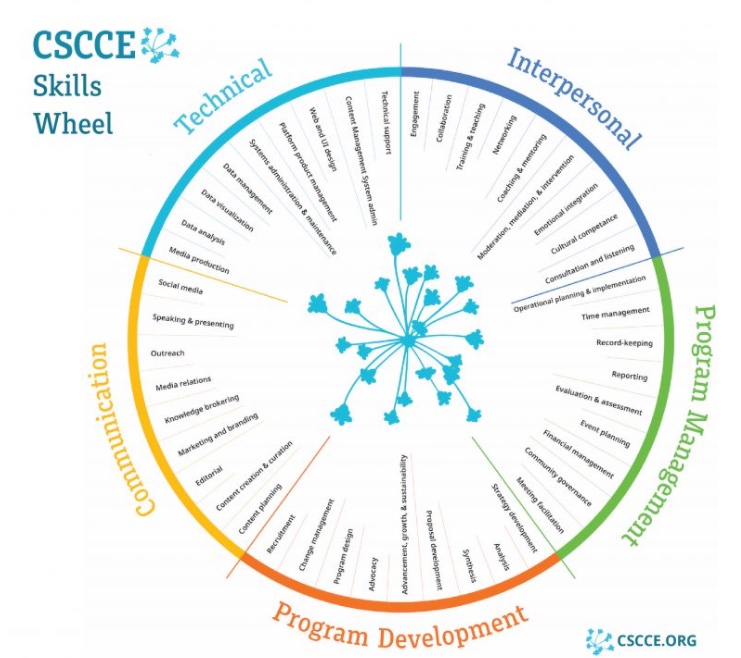 CSCCE
Skills
Wheel
Technical
Media production
Data analysis
Data visualization
Data management
Systems administration & maintenance
Platform product management
Web and UI design
Content Management System admin
Technical support
Interpersonal
Engagement
Collaboration
Training & teaching
Networking
Coaching & mentoring
Moderation, mediation, & intervention
Emotional integration
Cultural competance
Consultation and listening
Program Management
Operational planning & implementation
Time management
Record-keeping
Reporting
Evaluation & assessment
Event planning
Financial management
Community governance
Meeting facilitation
Program Development
Strategy development
Analysis
Synthesis
Proposal development
Advancement, growth, & sustainability
Advocacy
Program design
Change management
Recruitment
Communication
Content planning
Content creation & curation
Editorial
Marketing and branding
Knowledge brokering
Media relations
Outreach
Speaking & presenting
Social media
CSCCE.ORG